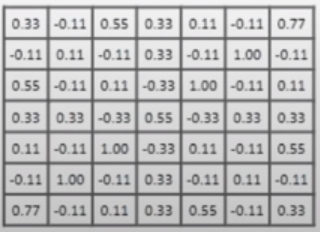 0.33 -0.11 0.55 0.33 0.11 -0.11 0.77
-0.11 0.11 -0.11 0.33 -0.11 1.00 -0.11
0.55 -0.11 0.11 -0.33 1.00 -0.11 0.11
0.33 0.33 -0.33 0.55 -0.33 0.33 0.33
0.11 -0.11 1.00 -0.33 0.11 -0.11 0.55
-0.11 1.00 -0.11 0.33 -0.11 0.11 -0.11
0.77 -0.11 0.11 0.33 0.55 -0.11 0.33